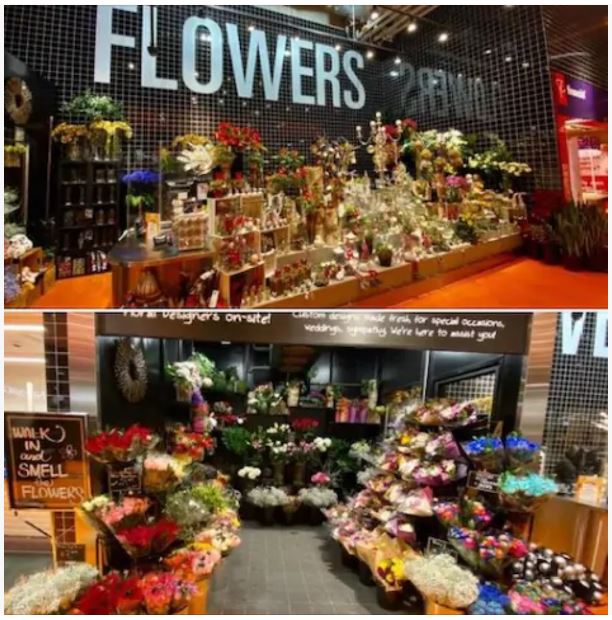 FLOWERS
Floral Designers on-site!
Custom designs made fresh, for special occasions,
weddings, sympathy. We're here to assist you!
WALK
IN
and
SMELL
the
FLOWERS